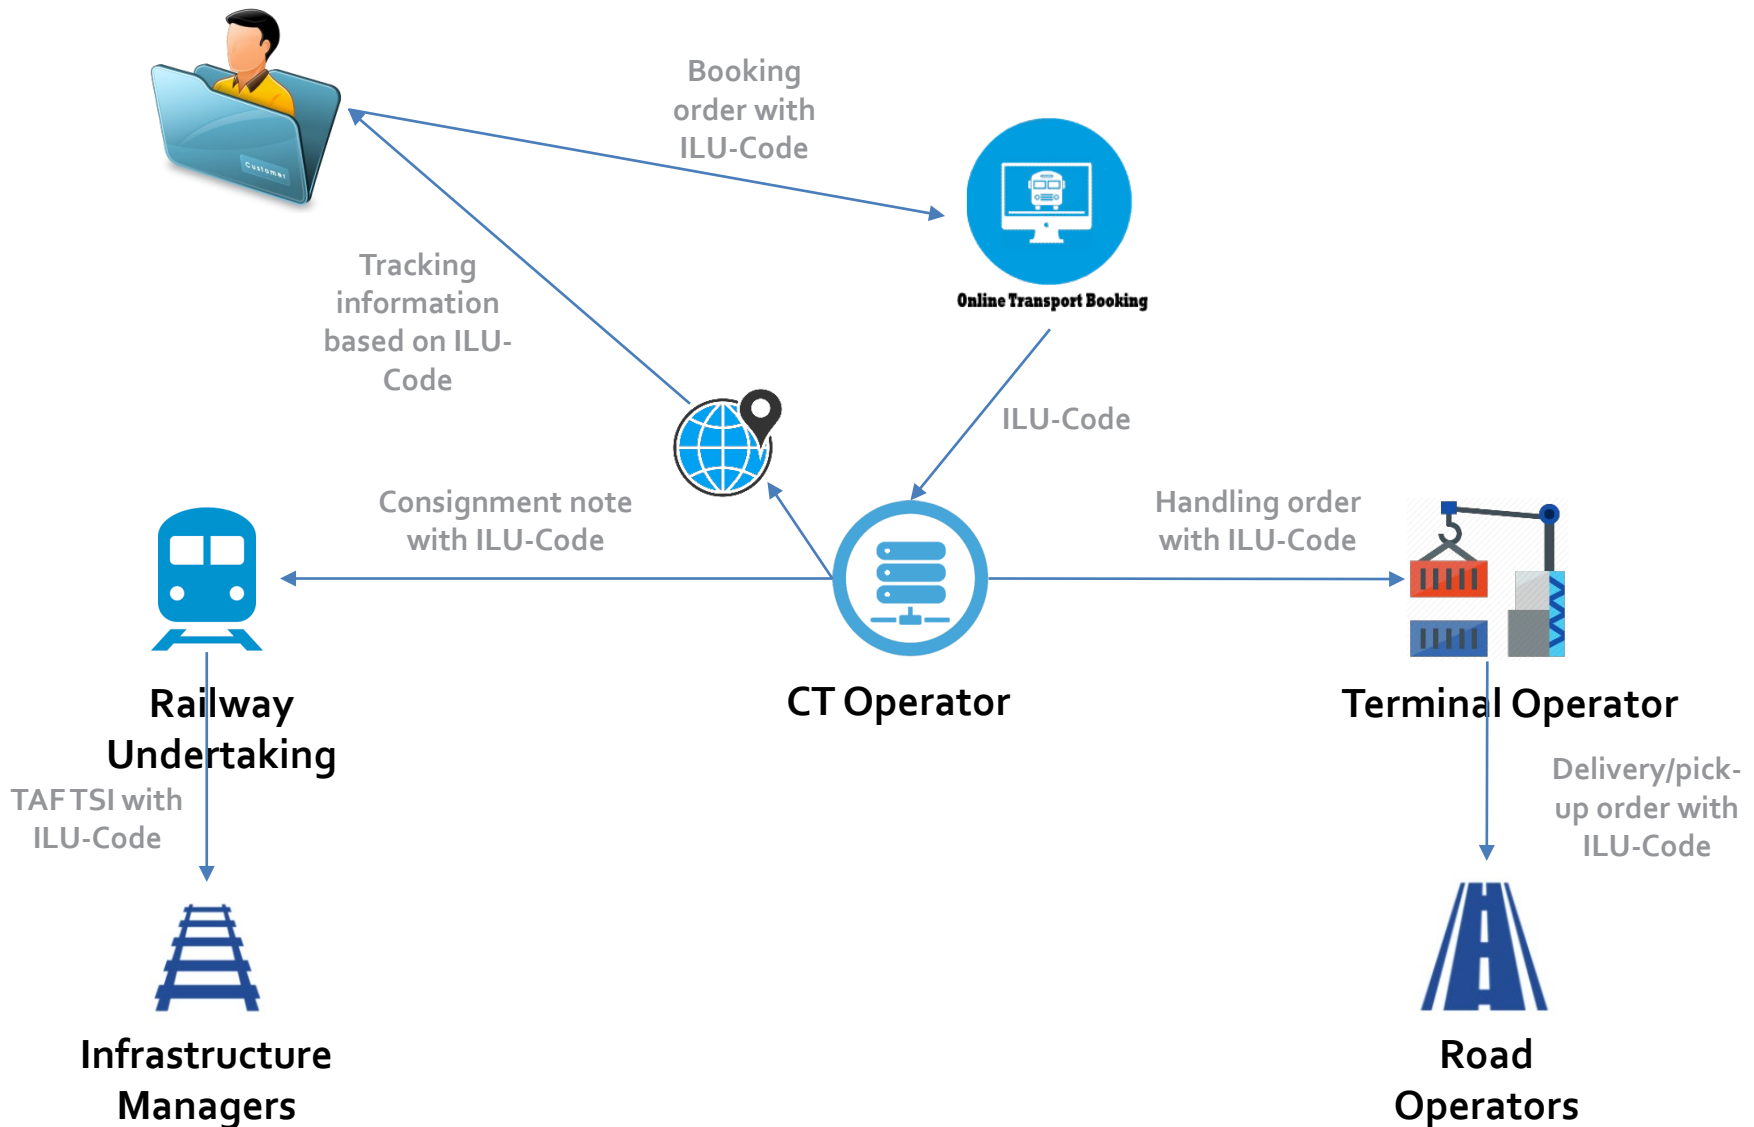 Customer
Booking
order with
ILU-Code
Online Transport Booking
Tracking
information
based on ILU-
Code
ILU-Code
Consignment note
with ILU-Code
Handling order
with ILU-Code
Railway
Undertaking
CT Operator
Terminal Operator
TAF TSI with
ILU-Code
Delivery/pick-
up order with
ILU-Code
Infrastructure
Managers
Road
Operators